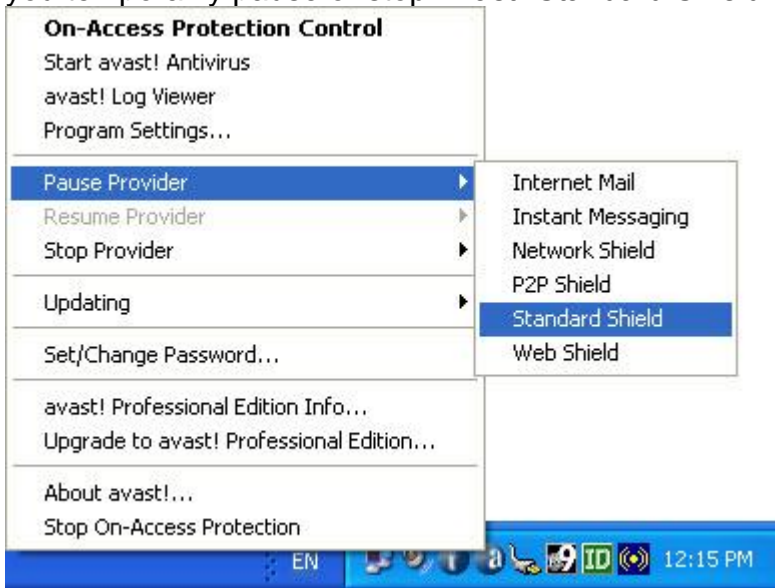 On-Access Protection Control
Start avast! Antivirus
avast! Log Viewer
Program Settings...
Pause Provider
Resume Provider
Stop Provider
Updating
Set/Change Password...
avast! Professional Edition Info...
Upgrade to avast! Professional Edition...
About avast!...
Stop On-Access Protection
Internet Mail
Instant Messaging
Network Shield
P2P Shield
Standard Shield
Web Shield
EN
a
9
ID
12:15 PM